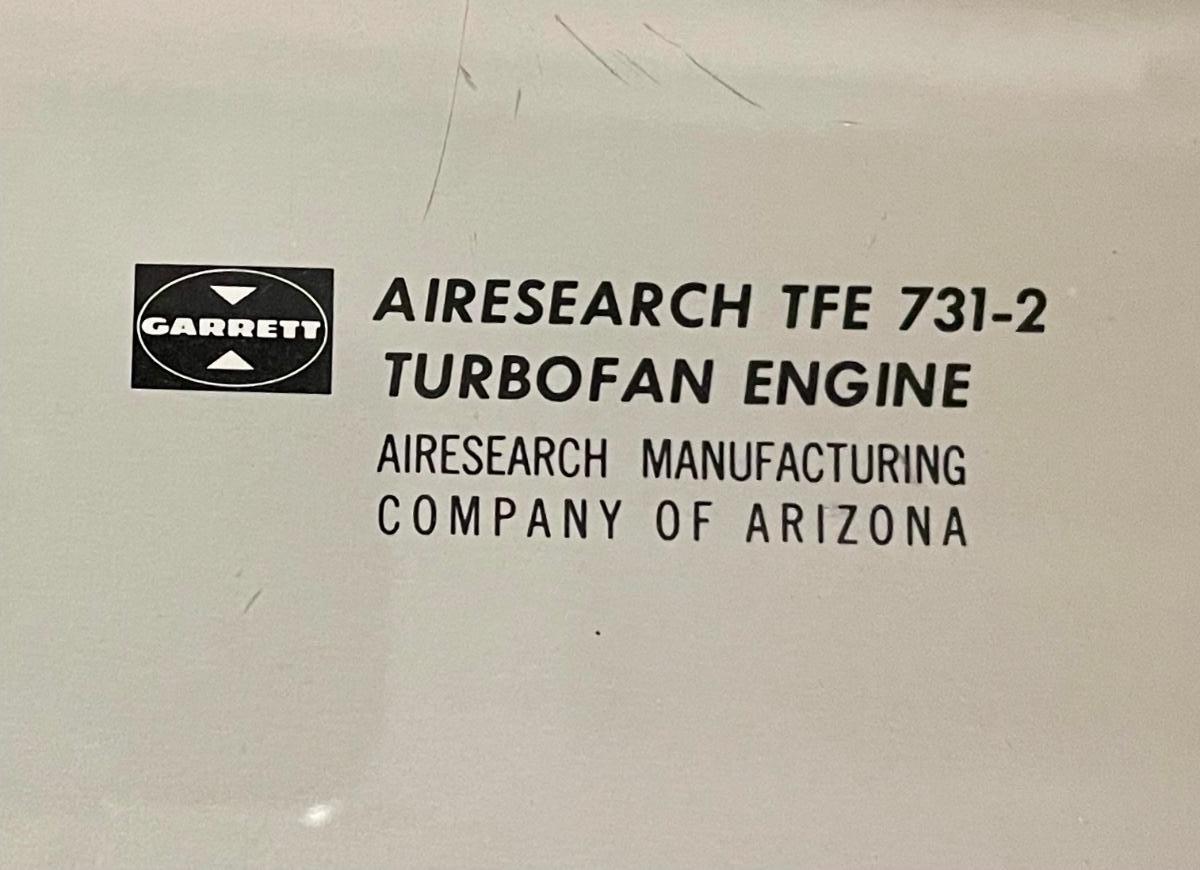 GARRETT
AIRESEARCH TFE 731-2
TURBOFAN ENGINE
AIRESEARCH MANUFACTURING
COMPANY OF ARIZONA